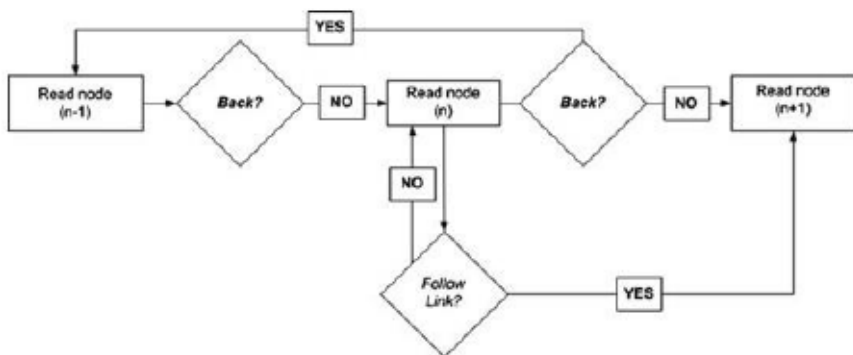 YES
Read node
(n-1)
Back?
NO
Read node
(n)
Back?
NO
Read node
(n+1)
NO
Follow
Link?
YES